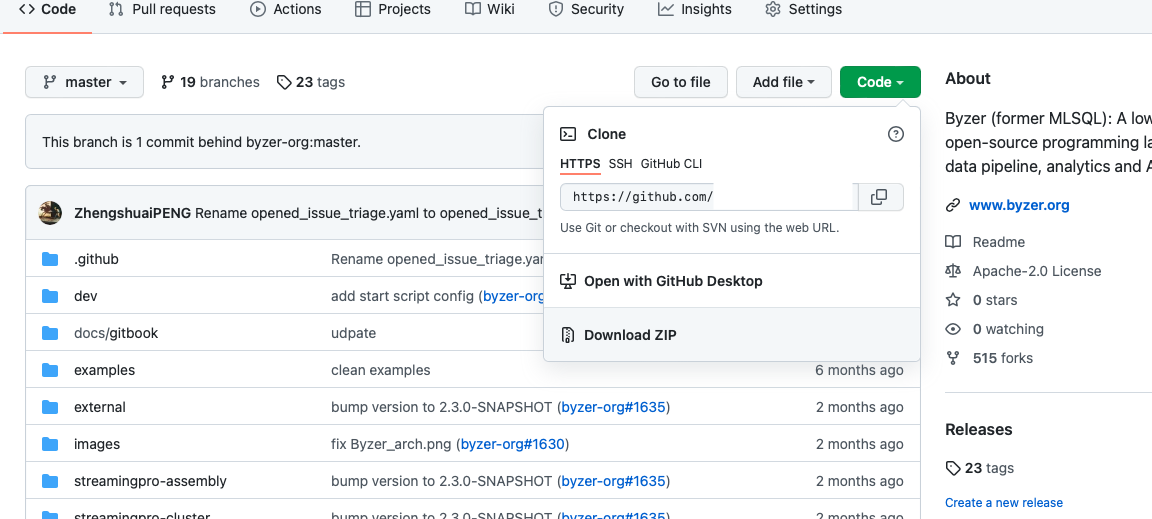 Code Pull requests Actions Projects Wiki Security Insights Settings
master 19 branches 23 tags Go to file Add file Code
This branch is 1 commit behind byzer-org:master.
Clone
HTTPS SSH GitHub CLI
https://github.com/
Use Git or checkout with SVN using the web URL.
Open with GitHub Desktop
Download ZIP
ZhengshuaiPENG Rename opened_issue_triage.yaml to opened_issue_t
.github Rename opened_issue_triage.yar
dev add start script config (byzer-org
docs/gitbook udpate
examples clean examples 6 months ago
external bump version to 2.3.0-SNAPSHOT (byzer-org#1635) 2 months ago
images fix Byzer_arch.png (byzer-org#1630) 2 months ago
streamingpro-assembly bump version to 2.3.0-SNAPSHOT (byzer-org#1635) 2 months ago
streamingpro-cluster bump version to 2.3.0-SNAPSHOT (byzer-org#1635) 2 months ago
About
Byzer (former MLSQL): A low
open-source programming la
data pipeline, analytics and A
www.byzer.org
Readme
Apache-2.0 License
0 stars
0 watching
515 forks
Releases
23 tags
Create a new release